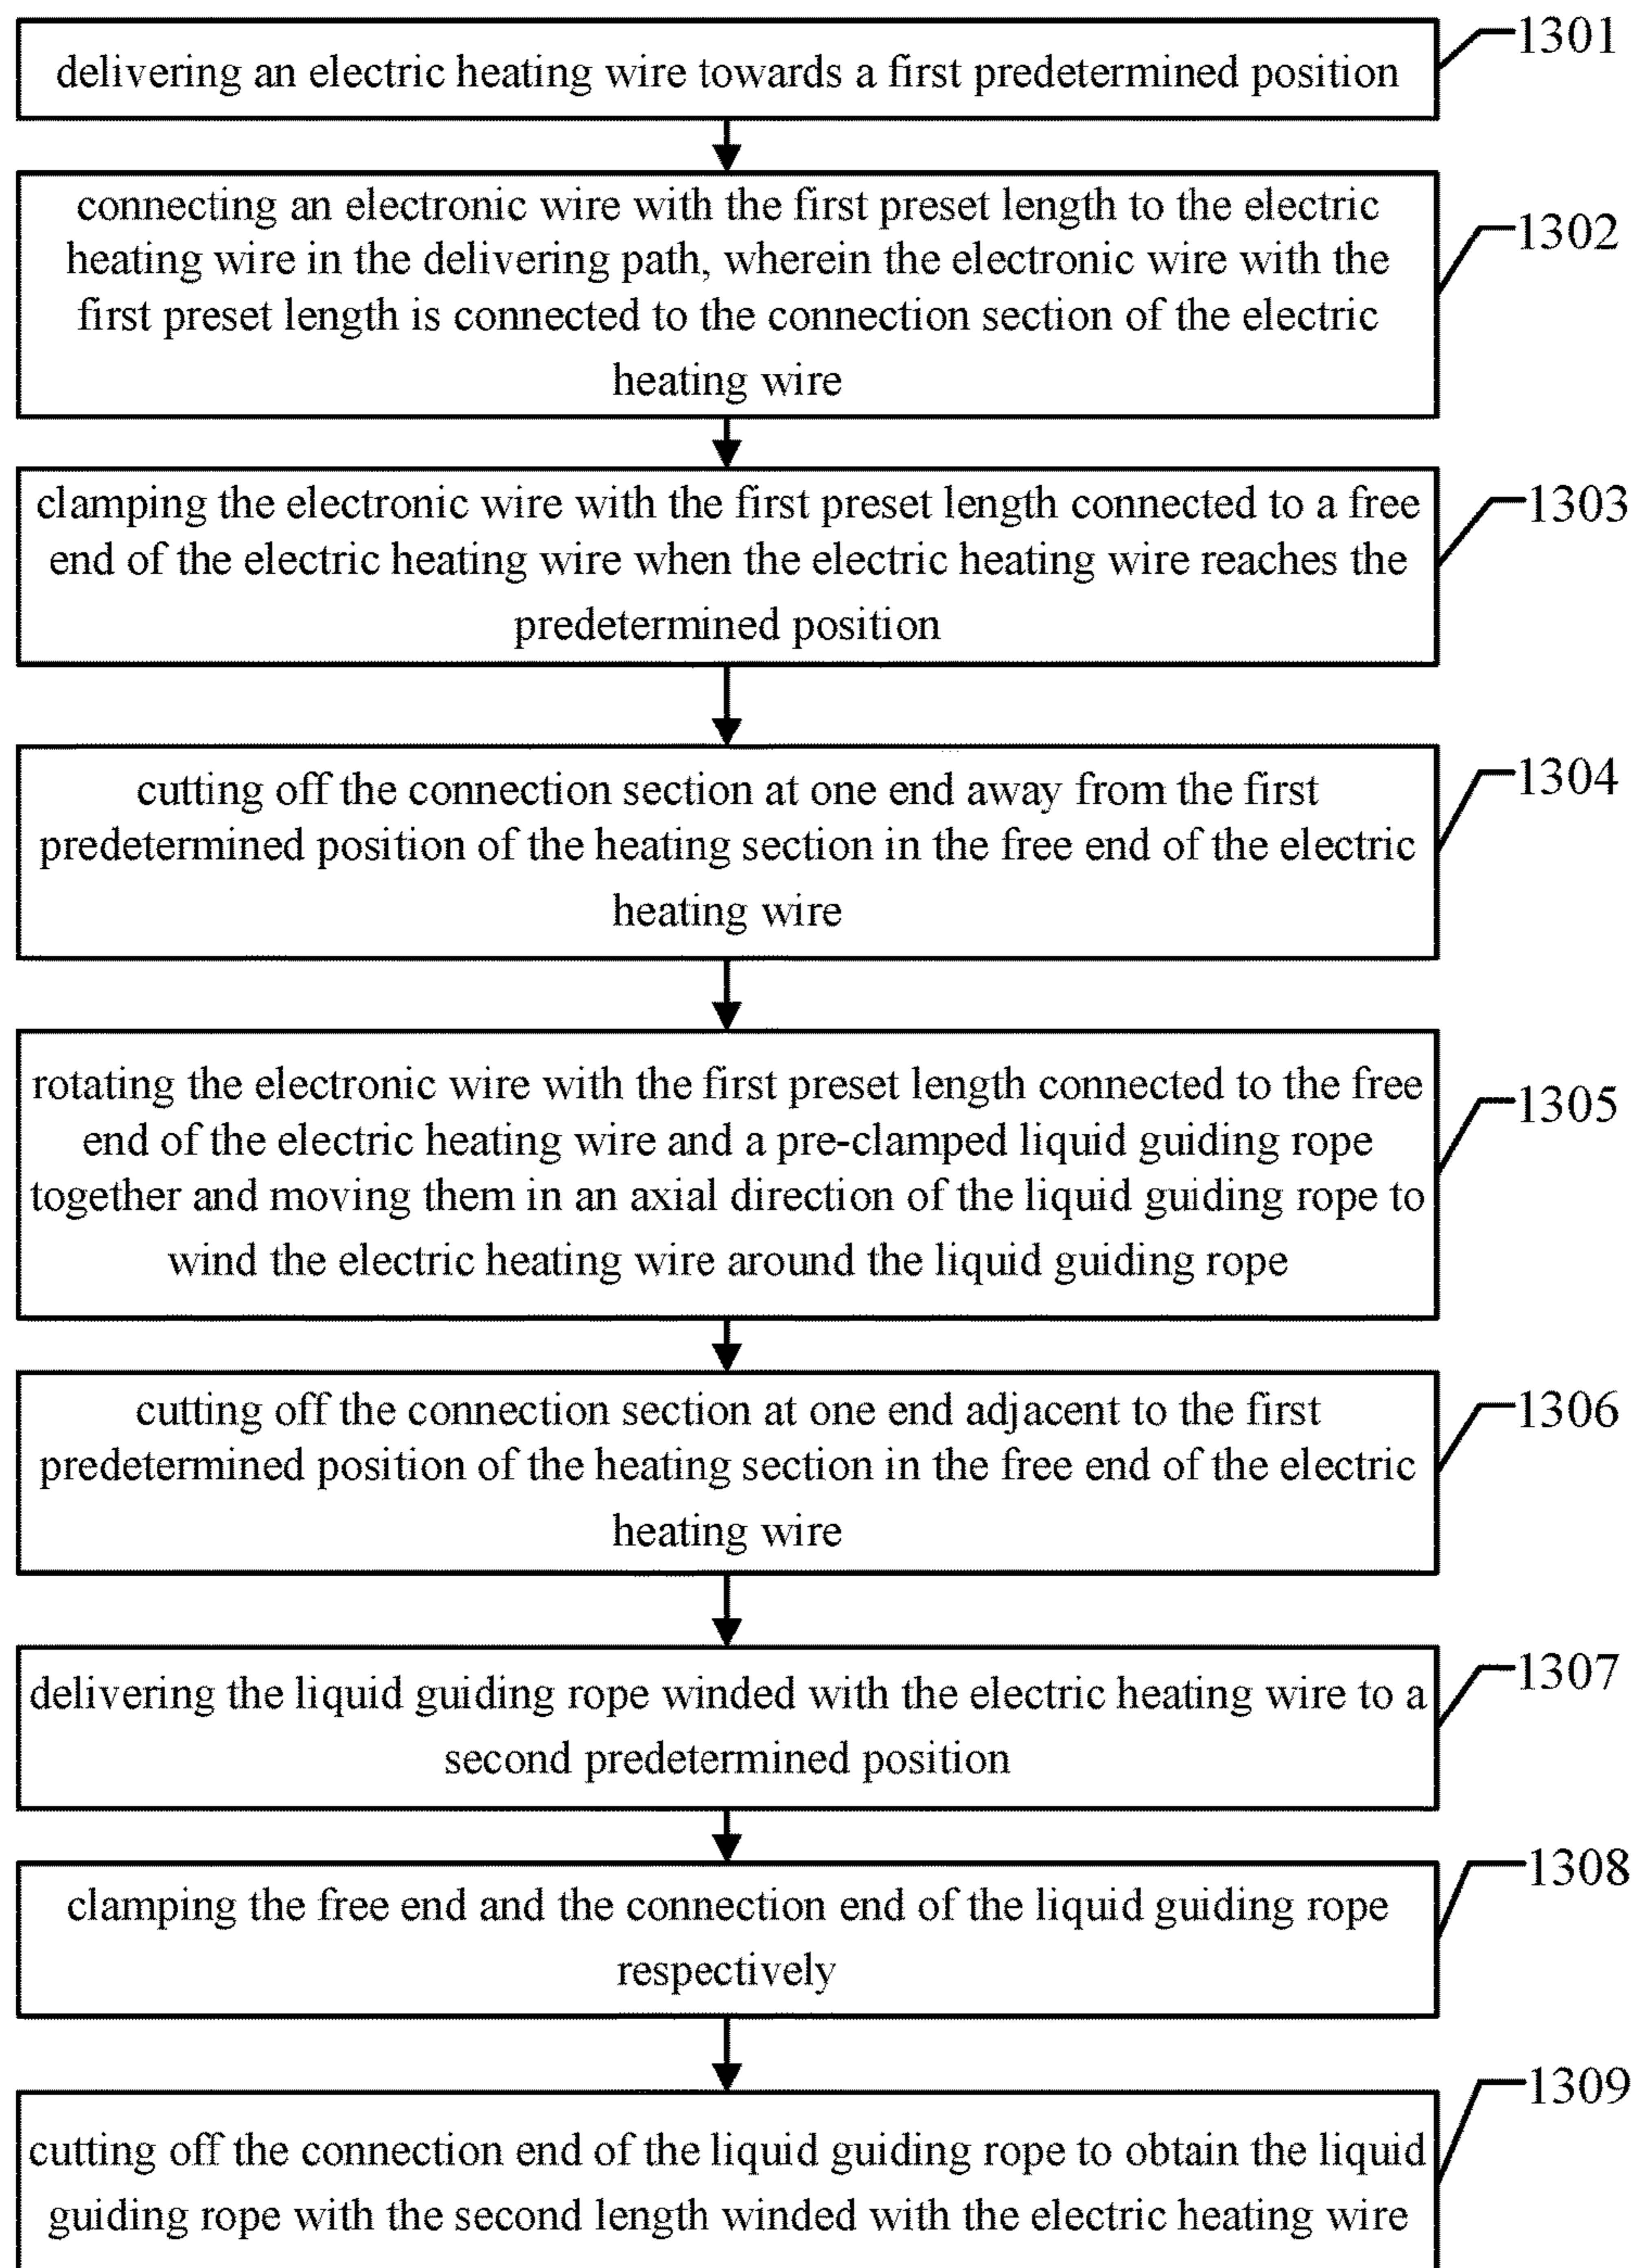 delivering an electric heating wire towards a first predetermined position
1301
connecting an electronic wire with the first preset length to the electric
heating wire in the delivering path, wherein the electronic wire with the
first preset length is connected to the connection section of the electric
heating wire
1302
clamping the electronic wire with the first preset length connected to a free
end of the electric heating wire when the electric heating wire reaches the
predetermined position
1303
cutting off the connection section at one end away from the first
predetermined position of the heating section in the free end of the electric
heating wire
1304
rotating the electronic wire with the first preset length connected to the free
end of the electric heating wire and a pre-clamped liquid guiding rope
together and moving them in an axial direction of the liquid guiding rope to
wind the electric heating wire around the liquid guiding rope
1305
cutting off the connection section at one end adjacent to the first
predetermined position of the heating section in the free end of the electric
heating wire
1306
delivering the liquid guiding rope winded with the electric heating wire to a
second predetermined position
1307
clamping the free end and the connection end of the liquid guiding rope
respectively
1308
cutting off the connection end of the liquid guiding rope to obtain the liquid
guiding rope with the second length winded with the electric heating wire
1309